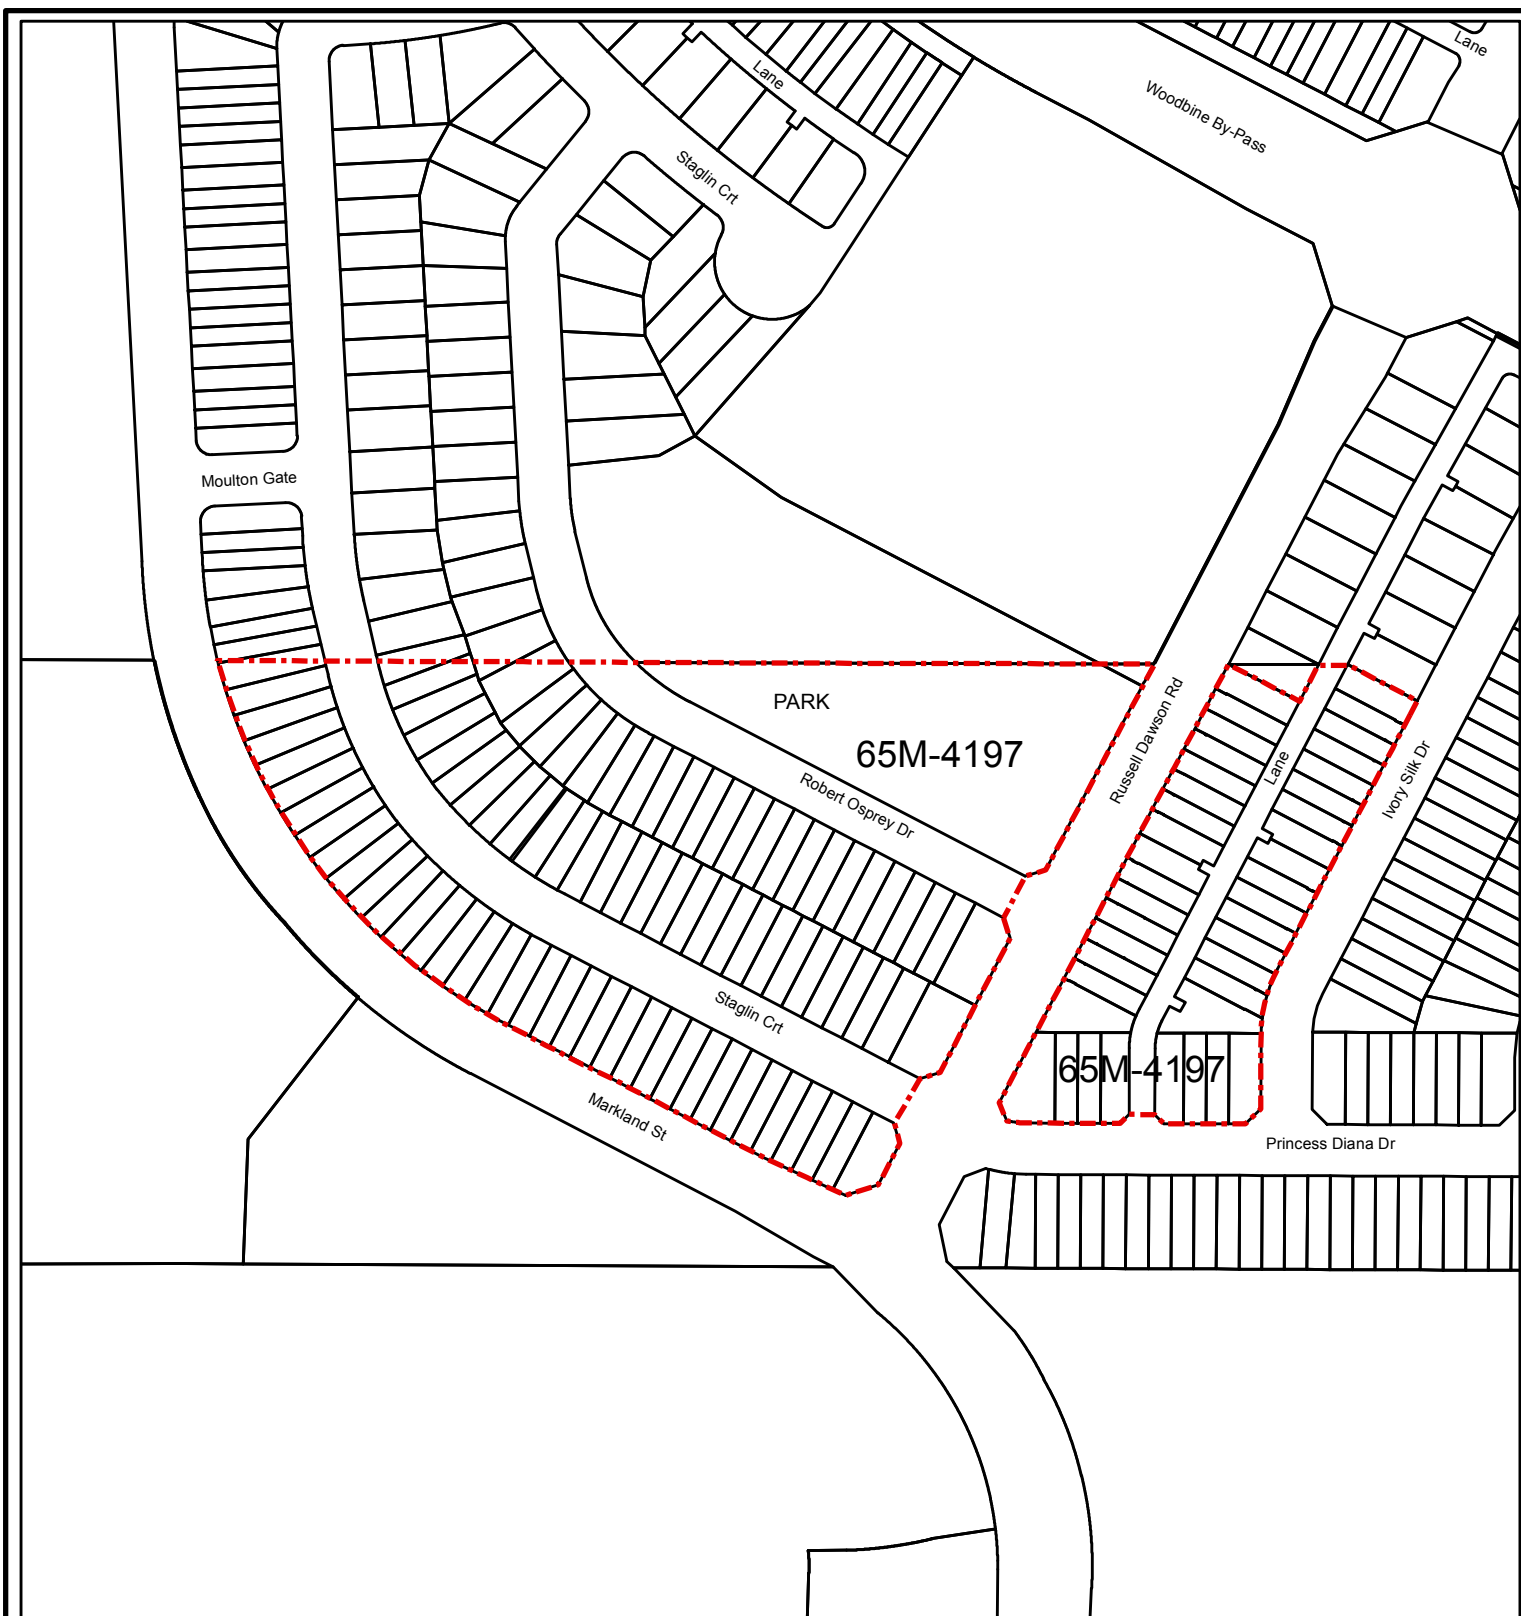 Lane
Lane
Woodbine By-Pass
Staglin Crt
Moulton Gate
PARK
65M-4197
Russell Dawson Rd
Lane
Ivory Silk Dr
Robert Osprey Dr
Staglin Crt
65M-4197
Markland St
Princess Diana Dr